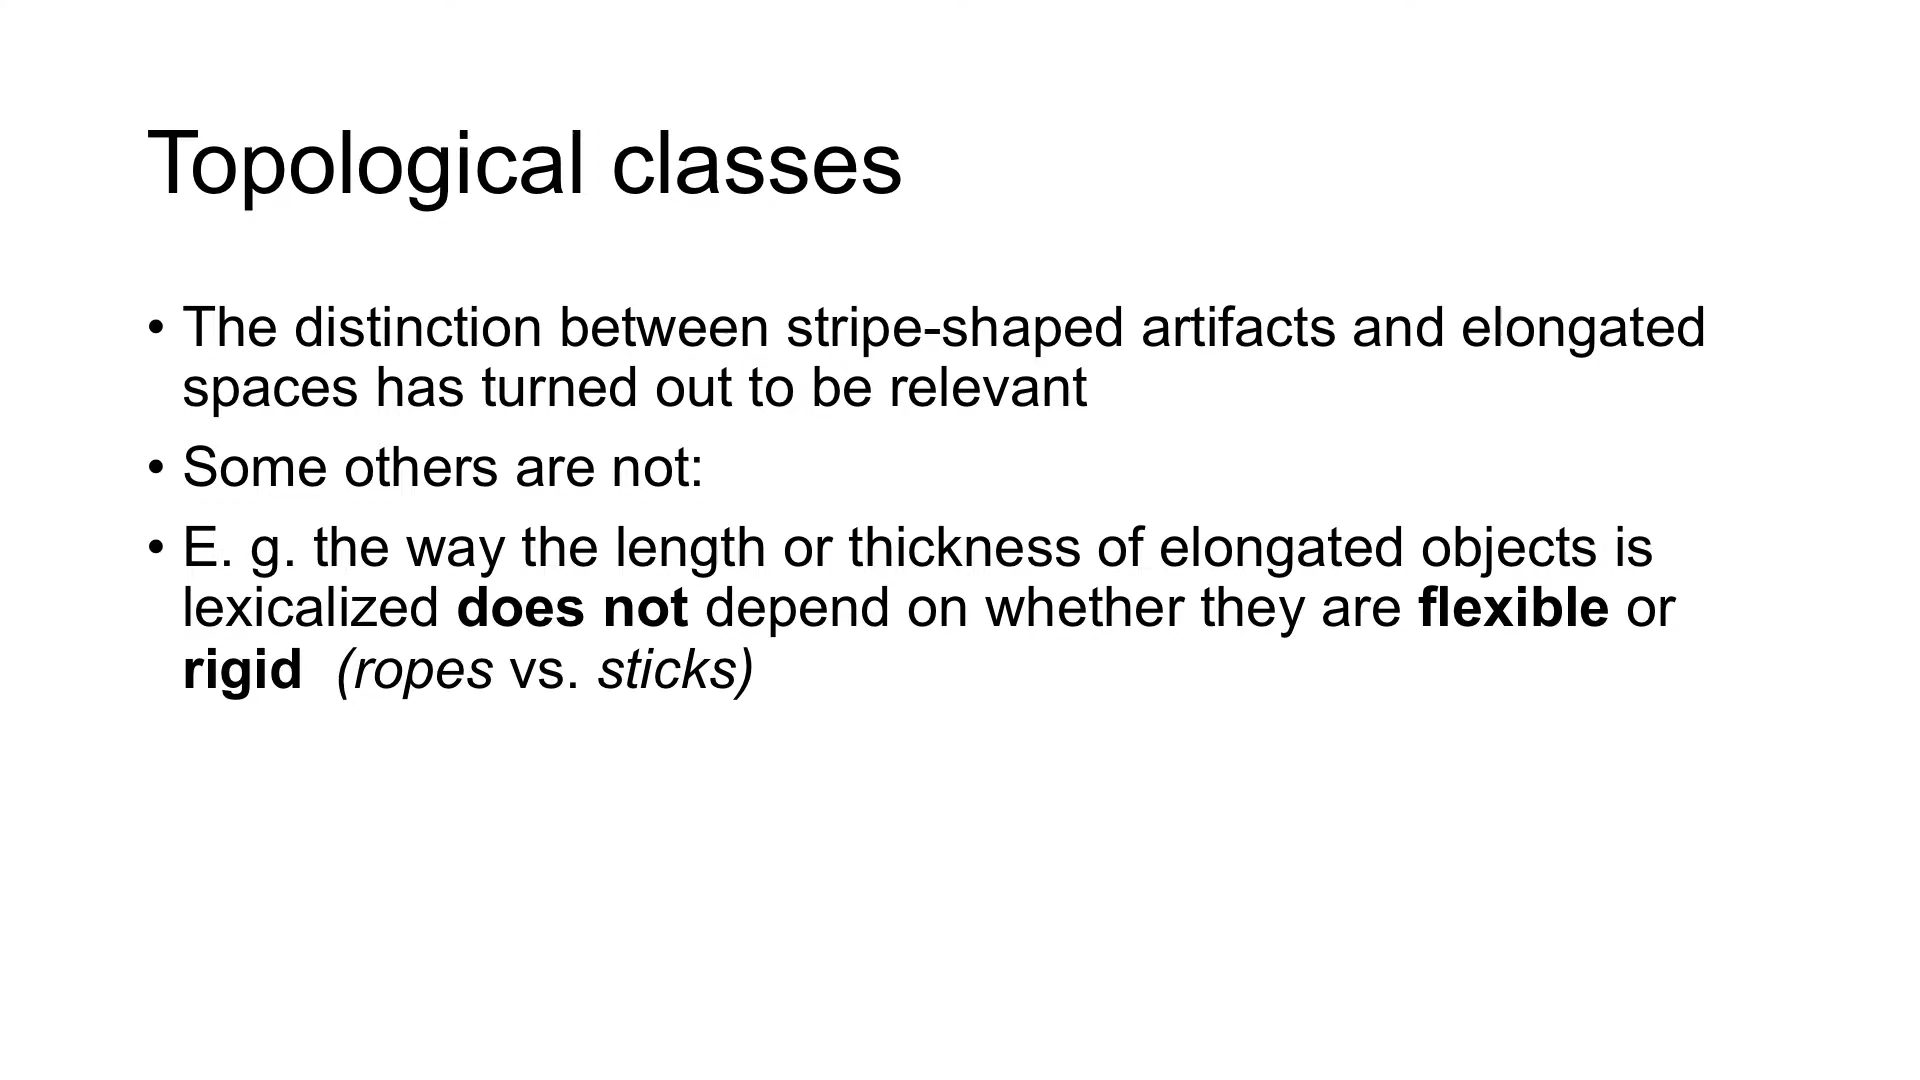 Topological classes
• The distinction between stripe-shaped artifacts and elongated
spaces has turned out to be relevant
• Some others are not:
• E. g. the way the length or thickness of elongated objects is
lexicalized does not depend on whether they are flexible or
rigid  (ropes vs. sticks)